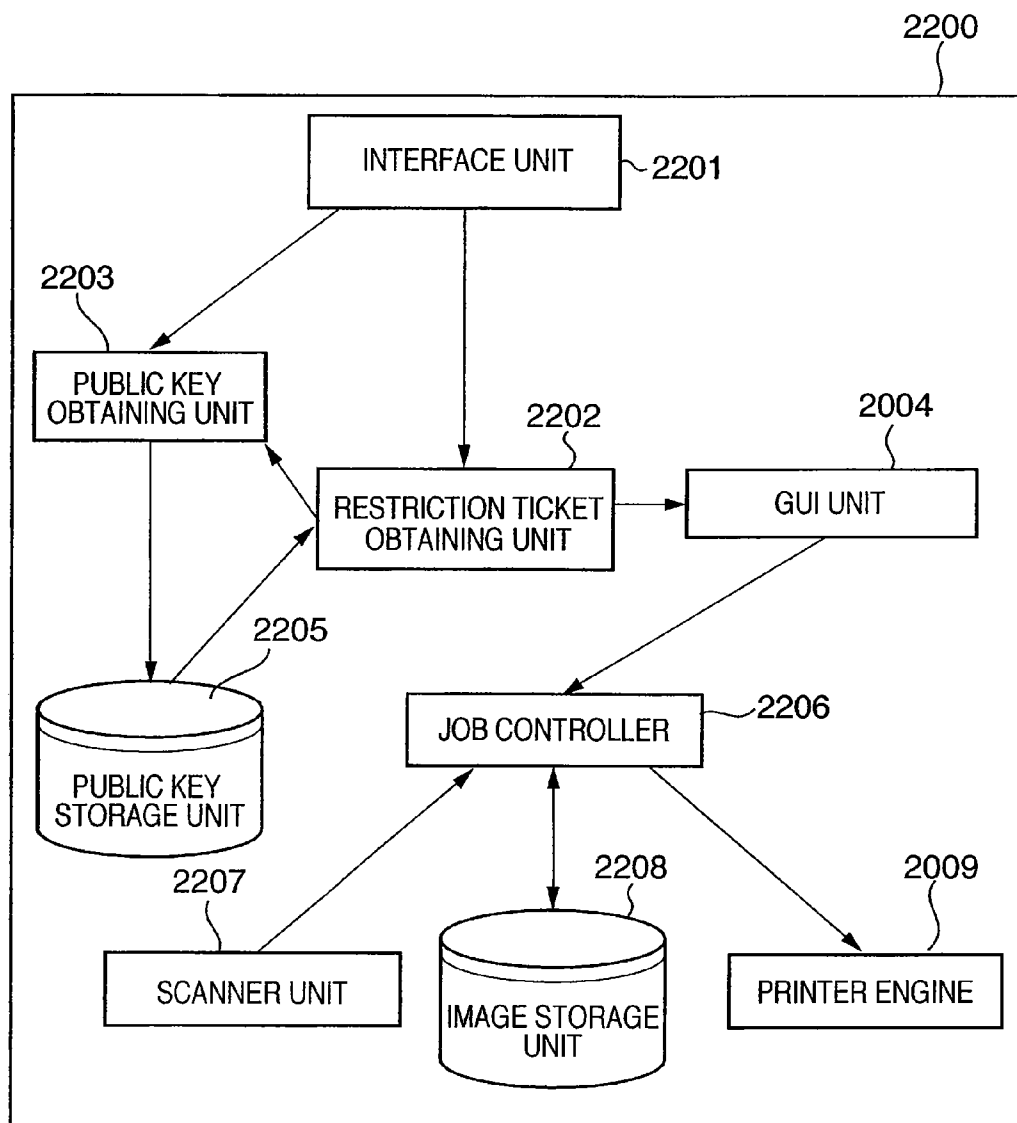 2200
INTERFACE UNIT
2201
2203
PUBLIC KEY
OBTAINING UNIT
2202
RESTRICTION TICKET
OBTAINING UNIT
2004
GUI UNIT
2205
PUBLIC KEY
STORAGE UNIT
JOB CONTROLLER
2206
2207
SCANNER UNIT
2208
IMAGE STORAGE
UNIT
2009
PRINTER ENGINE